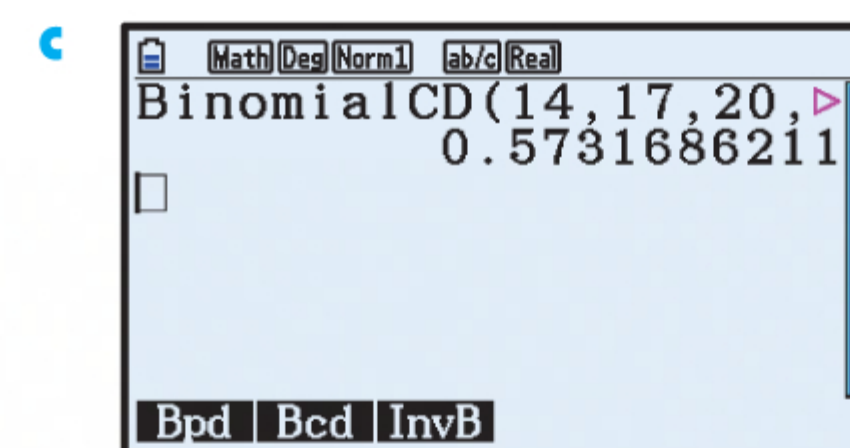 c
Math Deg Norm1 ab/c Real
BinomialCD(14,17,20,▷
0.5731686211
Bpd Bcd InvB